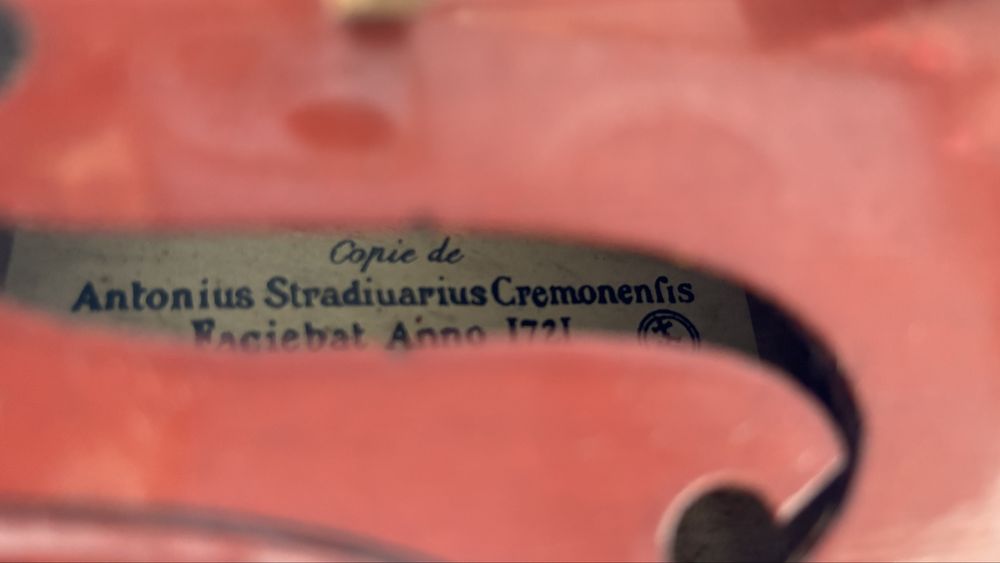 Copie de
Antonius Stradiuarius Cremonenſis
Faciebat Anno 1721